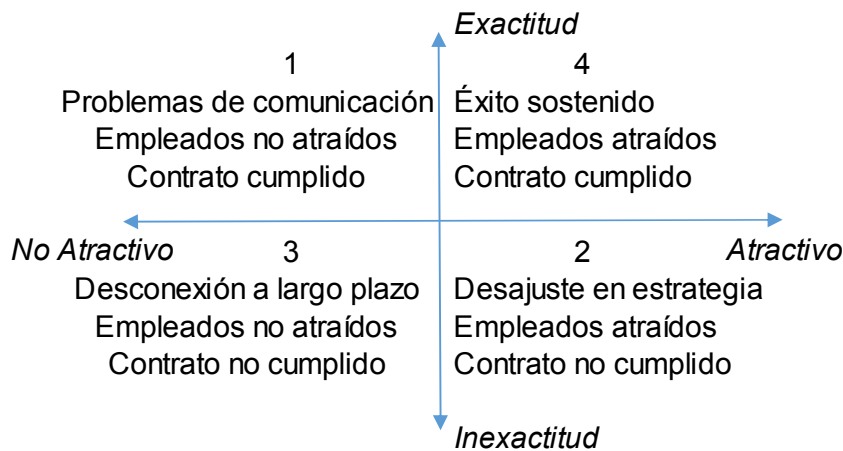 Exactitud
1
Problemas de comunicación
Empleados no atraídos
Contrato cumplido
4
Éxito sostenido
Empleados atraídos
Contrato cumplido
No Atractivo
Atractivo
3
Desconexión a largo plazo
Empleados no atraídos
Contrato no cumplido
2
Desajuste en estrategia
Empleados atraídos
Contrato no cumplido
Inexactitud